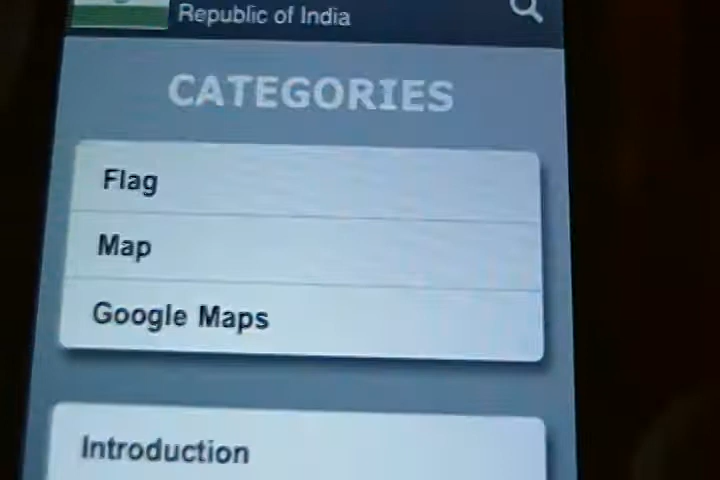 Republic of India
CATEGORIES
Flag
Map
Google Maps
Introduction